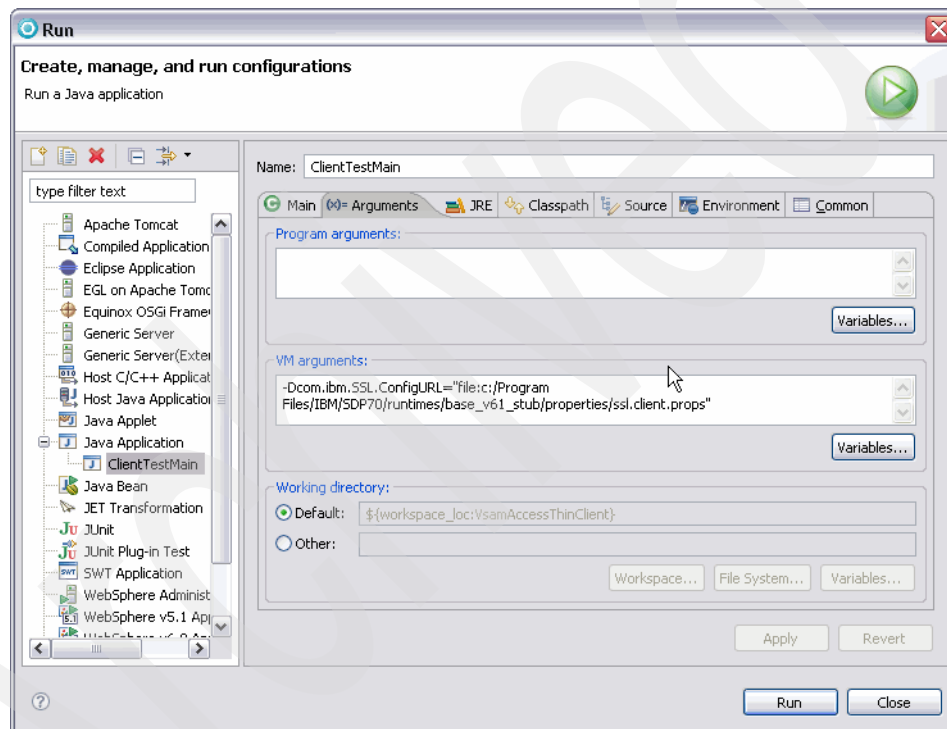 Run
Create, manage, and run configurations
Run a Java application
type filter text
Apache Tomcat
Compiled Application
Eclipse Application
EGL on Apache Tomc
Equinox OSGi Frame
Generic Server
Generic Server(Exter
Host C/C++ Applicat
Host Java Application
Java Applet
Java Application
ClientTestMain
Java Bean
JET Transformation
JUnit
JUnit Plug-in Test
SWT Application
WebSphere Administ
WebSphere v5.1 App
Name: ClientTestMain
Main (x)= Arguments JRE Classpath Source Environment Common
Program arguments:
Variables...
VM arguments:
-Dcom.ibm.SSL.ConfigURL="file:c:/Program
Files/IBM/SDP70/runtimes/base_v61_stub/properties/ssl.client.props"
Variables...
Working directory:
Default: ${workspace_loc:VsamAccessThinClient}
Other:
Workspace... File System... Variables...
Apply Revert
Run Close